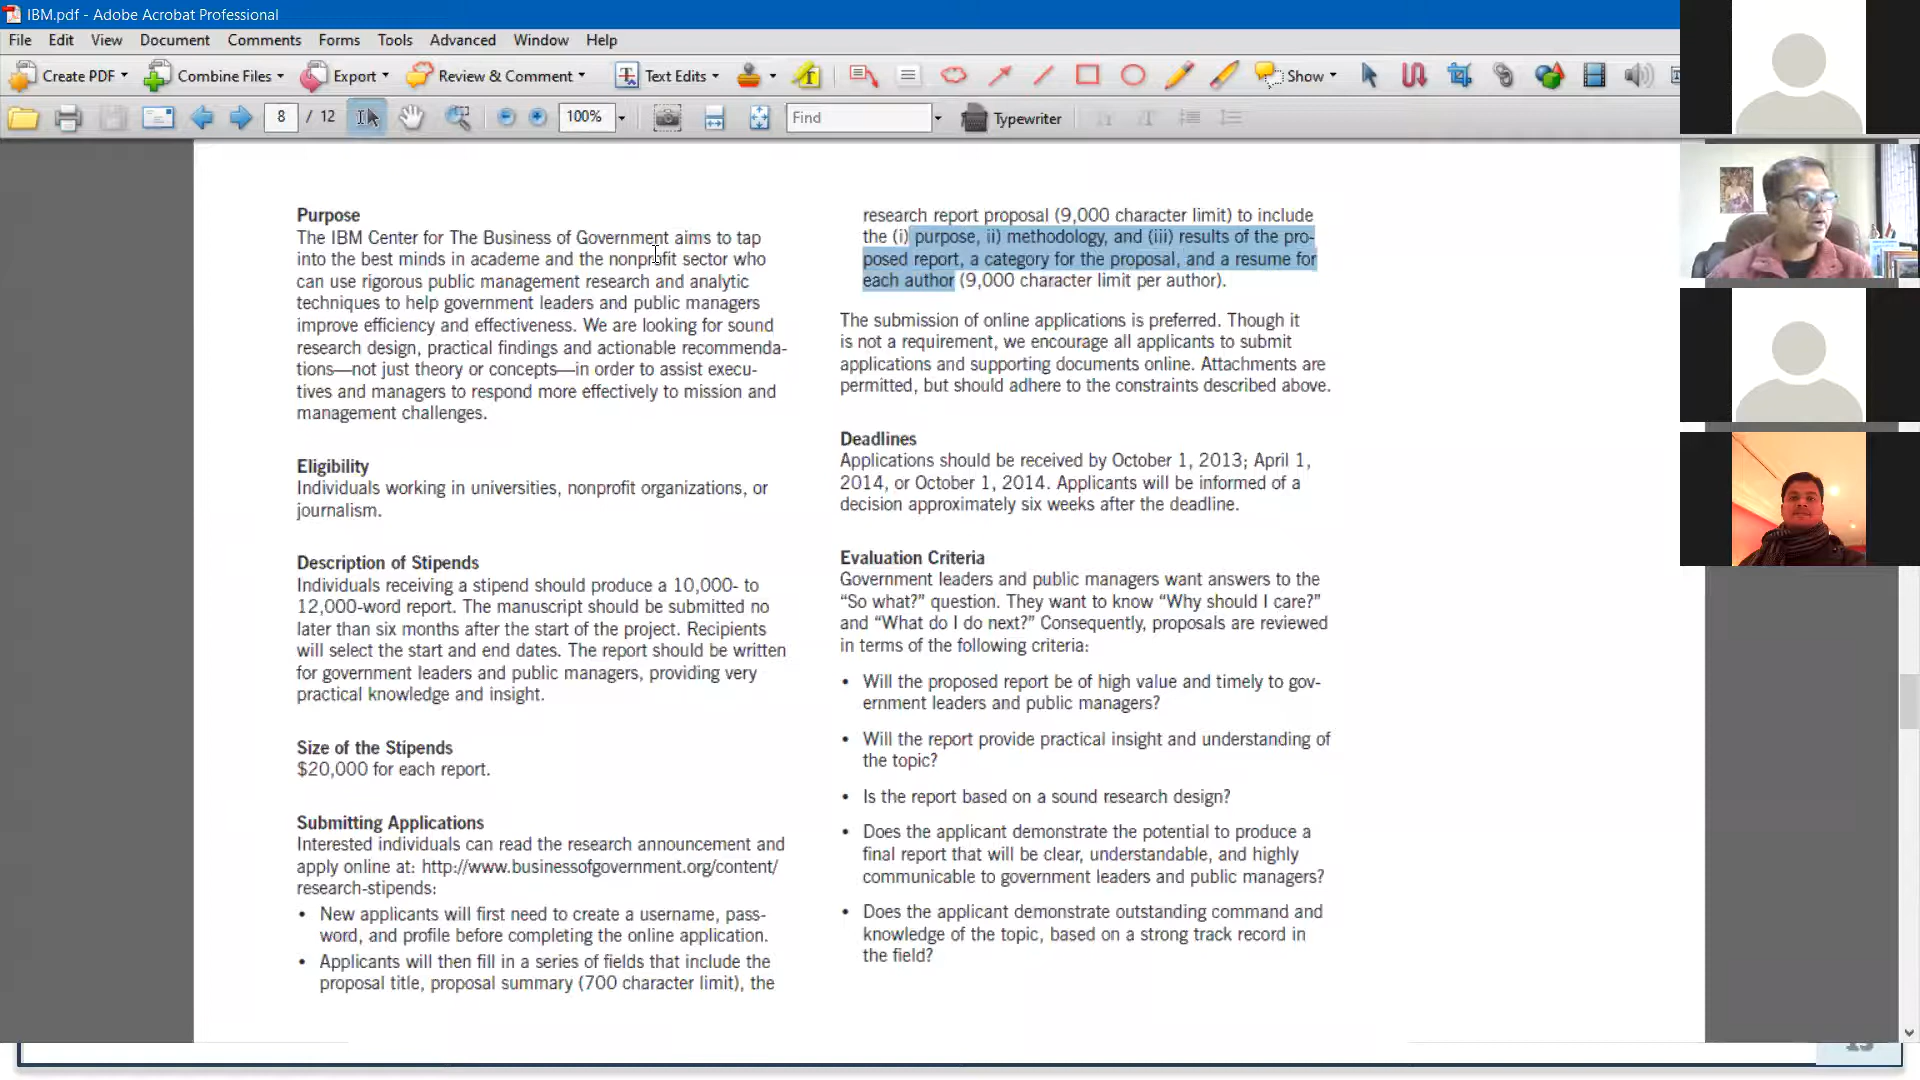 IBM.pdf - Adobe Acrobat Professional
File Edit View Document Comments Forms Tools Advanced Window Help
Create PDF Combine Files Export Review & Comment Text Edits Show
8 / 12 100% Find Typewriter
Purpose
The IBM Center for The Business of Government aims to tap
into the best minds in academe and the nonprofit sector who
can use rigorous public management research and analytic
techniques to help government leaders and public managers
improve efficiency and effectiveness. We are looking for sound
research design, practical findings and actionable recommenda-
tions—not just theory or concepts—in order to assist execu-
tives and managers to respond more effectively to mission and
management challenges.
Eligibility
Individuals working in universities, nonprofit organizations, or
journalism.
Description of Stipends
Individuals receiving a stipend should produce a 10,000- to
12,000-word report. The manuscript should be submitted no
later than six months after the start of the project. Recipients
will select the start and end dates. The report should be written
for government leaders and public managers, providing very
practical knowledge and insight.
Size of the Stipends
$20,000 for each report.
Submitting Applications
Interested individuals can read the research announcement and
apply online at: http://www.businessofgovernment.org/content/
research-stipends:
• New applicants will first need to create a username, pass-
word, and profile before completing the online application.
• Applicants will then fill in a series of fields that include the
proposal title, proposal summary (700 character limit), the
research report proposal (9,000 character limit) to include
the (i) purpose, ii) methodology, and (iii) results of the pro-
posed report, a category for the proposal, and a resume for
each author (9,000 character limit per author).
The submission of online applications is preferred. Though it
is not a requirement, we encourage all applicants to submit
applications and supporting documents online. Attachments are
permitted, but should adhere to the constraints described above.
Deadlines
Applications should be received by October 1, 2013; April 1,
2014, or October 1, 2014. Applicants will be informed of a
decision approximately six weeks after the deadline.
Evaluation Criteria
Government leaders and public managers want answers to the
“So what?” question. They want to know “Why should I care?”
and “What do I do next?” Consequently, proposals are reviewed
in terms of the following criteria:
• Will the proposed report be of high value and timely to gov-
ernment leaders and public managers?
• Will the report provide practical insight and understanding of
the topic?
• Is the report based on a sound research design?
• Does the applicant demonstrate the potential to produce a
final report that will be clear, understandable, and highly
communicable to government leaders and public managers?
• Does the applicant demonstrate outstanding command and
knowledge of the topic, based on a strong track record in
the field?